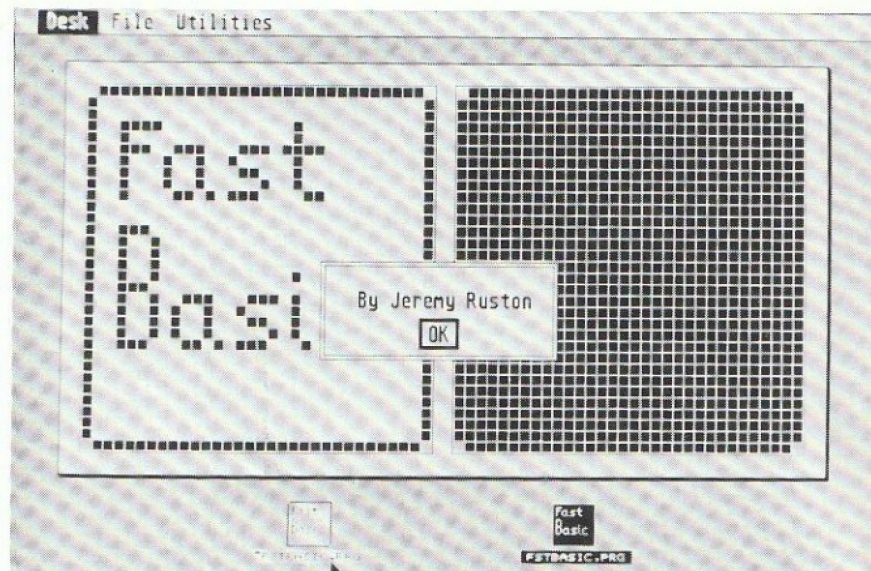 Desk File Utilities
Fast
Basi
By Jeremy Ruston
OK
Fast
Basic
FSTBASIC.PRG